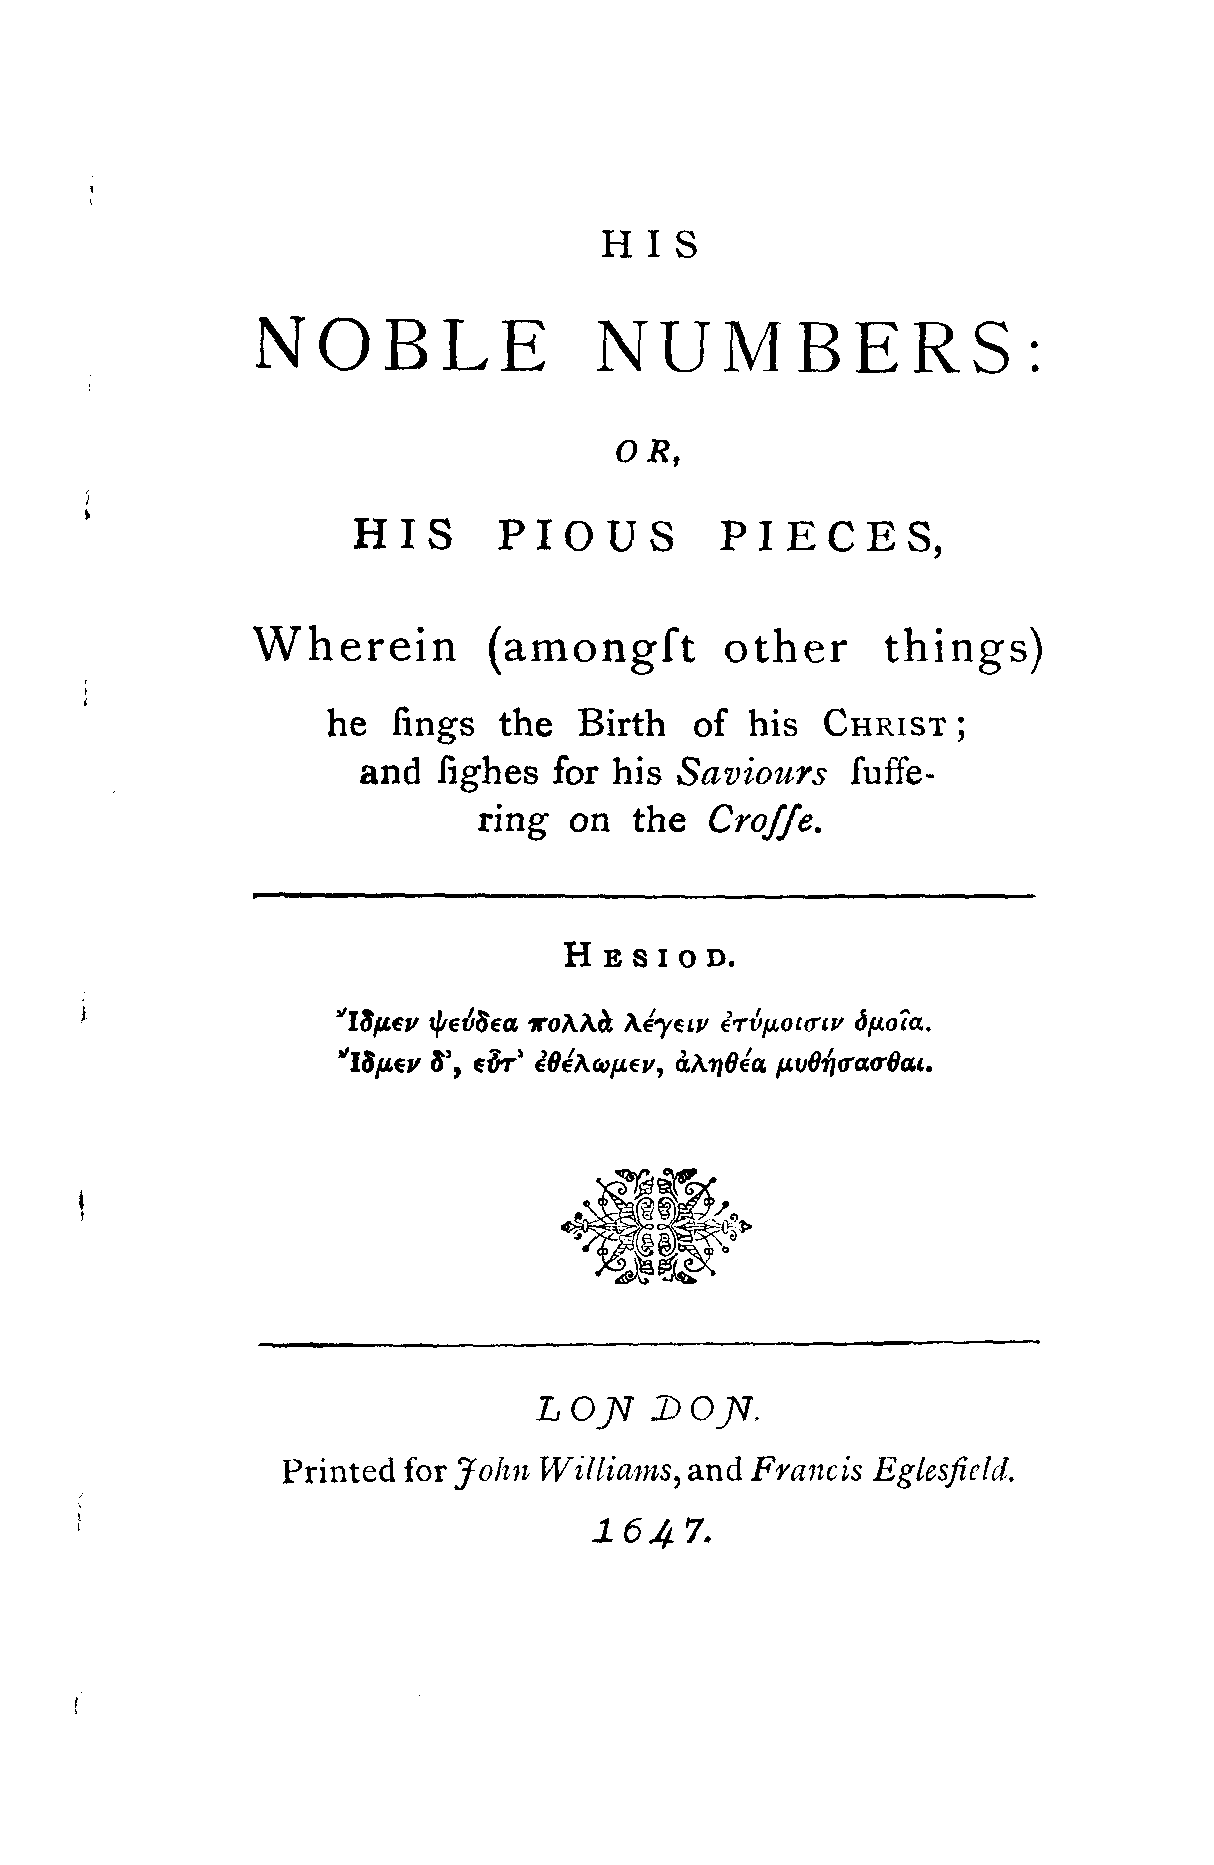 HIS
NOBLE NUMBERS:
OR,
HIS PIOUS PIECES,
Wherein (amongſt other things)
he ſings the Birth of his CHRIST;
and ſighes for his Saviours ſuffe-
ring on the Croſſe.
HESIOD.
Ἴδμεν ψεύδεα πολλὰ λέγειν ἐτύμοισιν ὁμοῖα.
Ἴδμεν δ’, εὖτ’ ἐθέλωμεν, ἀληθέα μυθήσασθαι.
LONDON.
Printed for John Williams, and Francis Eglesfield.
1647.